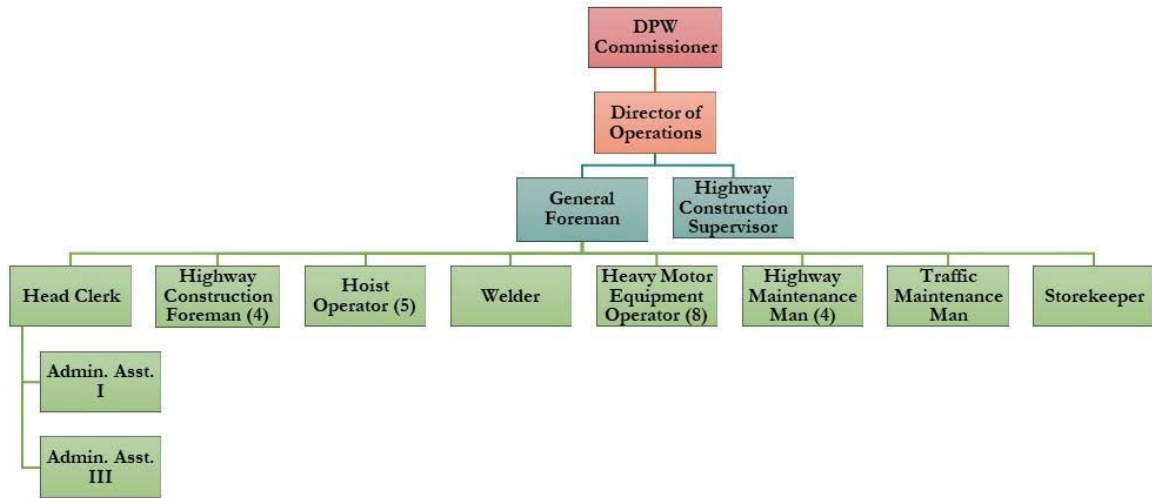 DPW
Commissioner
Director of
Operations
General
Foreman
Highway
Construction
Supervisor
Head Clerk
Highway
Construction
Foreman (4)
Hoist
Operator (5)
Welder
Heavy Motor
Equipment
Operator (8)
Highway
Maintenance
Man (4)
Traffic
Maintenance
Man
Storekeeper
Admin. Asst.
I
Admin. Asst.
III